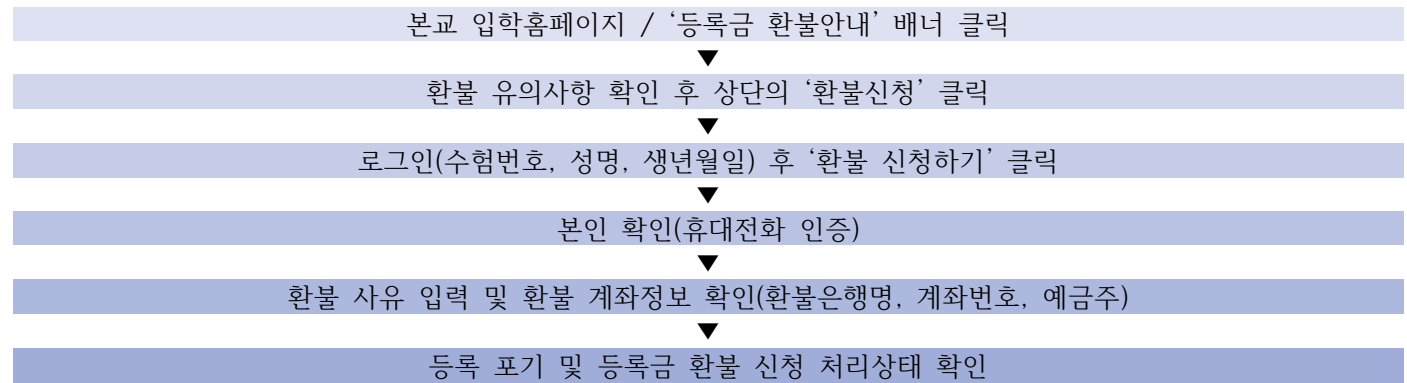 본교 입학홈페이지 / ‘등록금 환불안내’ 배너 클릭
▼
환불 유의사항 확인 후 상단의 ‘환불신청’ 클릭
▼
로그인(수험번호, 성명, 생년월일) 후 ‘환불 신청하기’ 클릭
▼
본인 확인(휴대전화 인증)
▼
환불 사유 입력 및 환불 계좌정보 확인(환불은행명, 계좌번호, 예금주)
▼
등록 포기 및 등록금 환불 신청 처리상태 확인